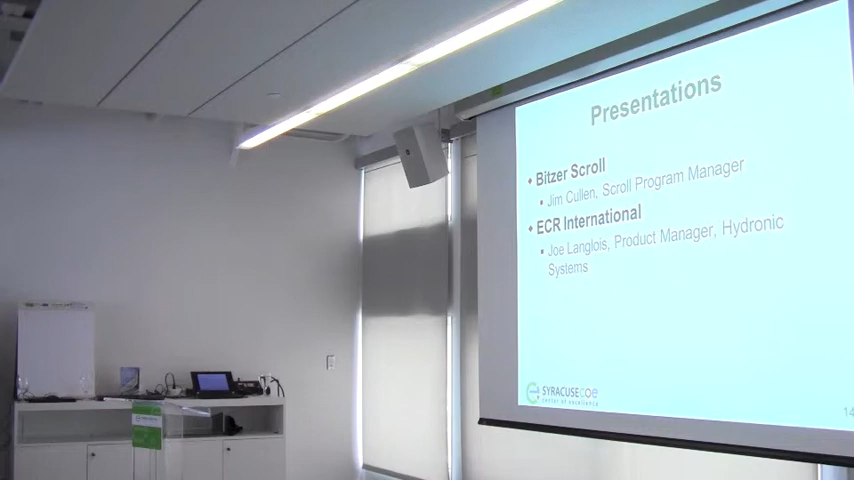 Presentations
Bitzer Scroll
Jim Cullen, Scroll Program Manager
ECR International
Joe Langlois, Product Manager, Hydronic
Systems
SYRACUSE COE
center of excellence
14